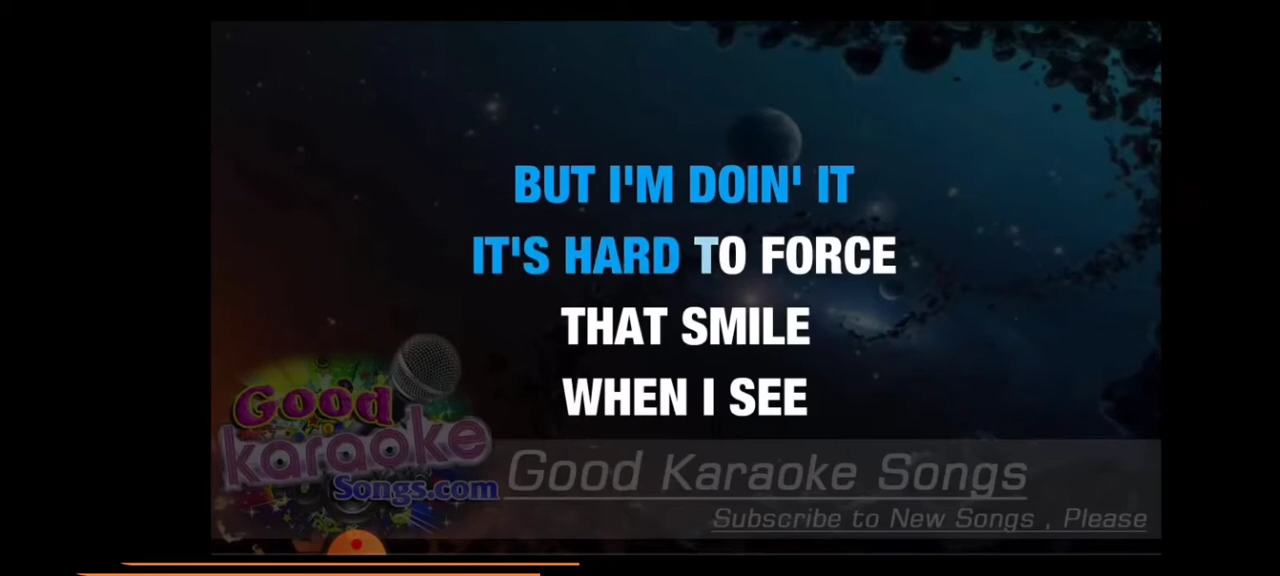 BUT I'M DOIN' IT
IT'S HARD TO FORCE
THAT SMILE
WHEN I SEE
Good
karaoke
Songs.com
Good Karaoke Songs
Subscribe to New Songs , Please